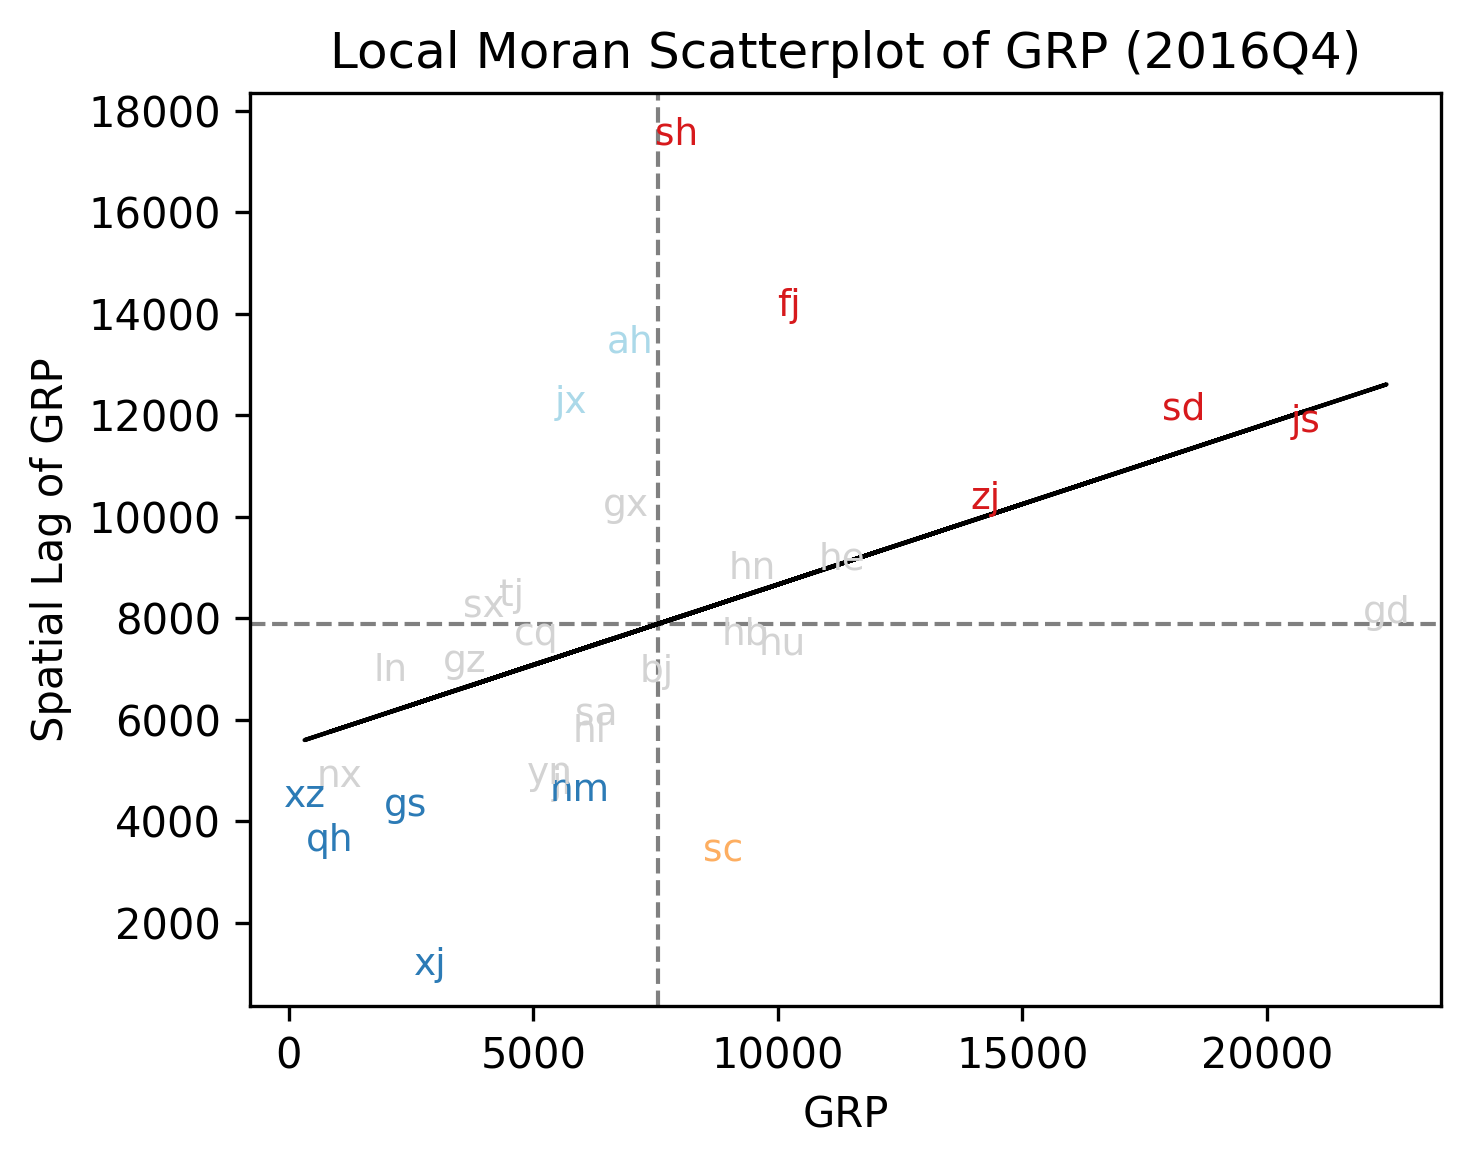 Local Moran Scatterplot of GRP (2016Q4)
18000
16000
14000
12000
10000
8000
6000
4000
2000
Spatial Lag of GRP
sh
fj
ah
jx
sd
js
zj
gx
he
hn
tj
sx
gd
cq
hb
hu
gz
ln
bj
sa
hl
yn
nx
nm
xz
gs
qh
sc
xj
0
5000
10000
15000
20000
GRP